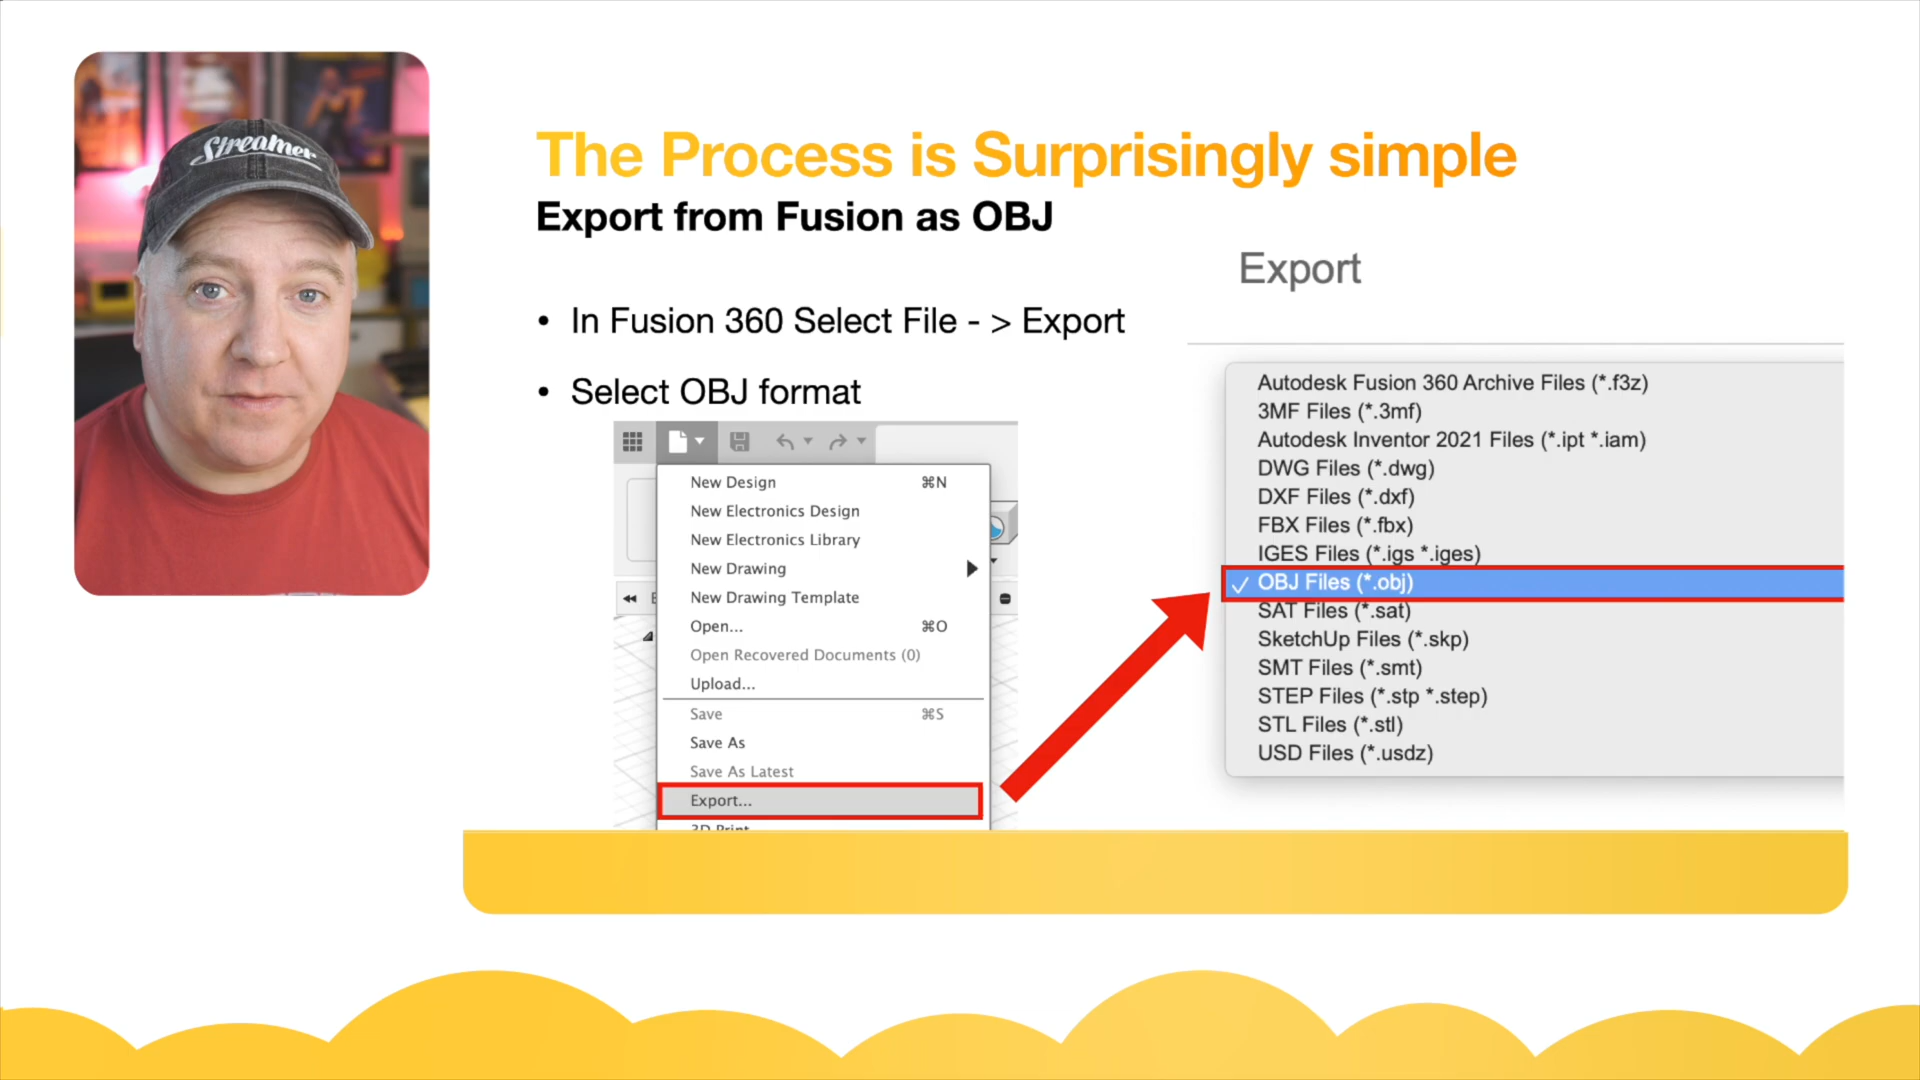 Streamer
The Process is Surprisingly simple
Export from Fusion as OBJ
• In Fusion 360 Select File - > Export
• Select OBJ format
New Design ⌘N
New Electronics Design
New Electronics Library
New Drawing
New Drawing Template
Open... ⌘O
Open Recovered Documents (0)
Upload...
Save ⌘S
Save As
Save As Latest
Export...
3D Print
Export
Autodesk Fusion 360 Archive Files (*.f3z)
3MF Files (*.3mf)
Autodesk Inventor 2021 Files (*.ipt *.iam)
DWG Files (*.dwg)
DXF Files (*.dxf)
FBX Files (*.fbx)
IGES Files (*.igs *.iges)
✓ OBJ Files (*.obj)
SAT Files (*.sat)
SketchUp Files (*.skp)
SMT Files (*.smt)
STEP Files (*.stp *.step)
STL Files (*.stl)
USD Files (*.usdz)